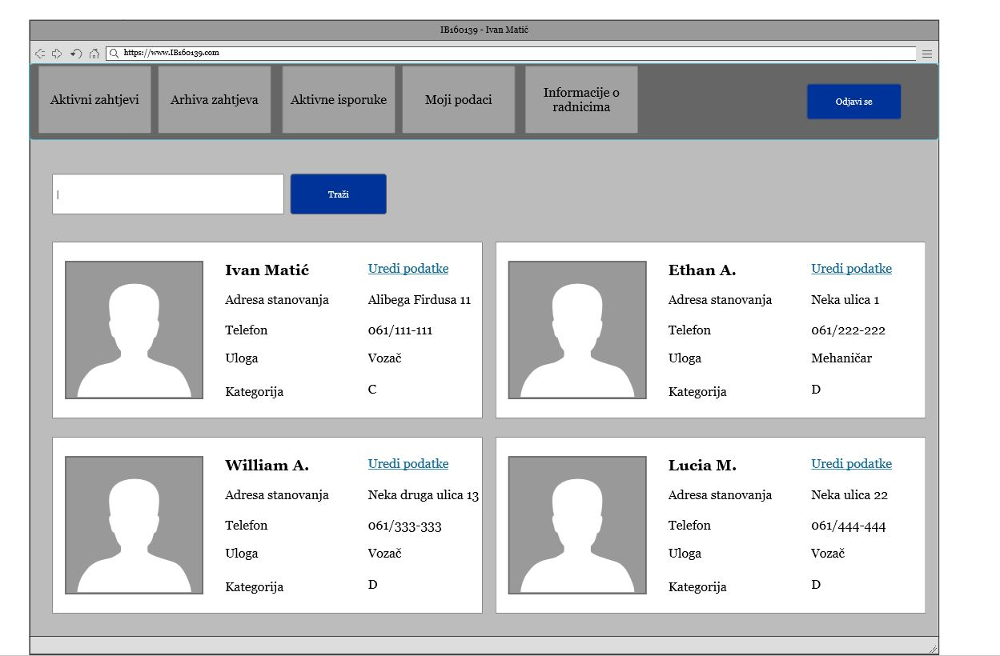 IB160139 - Ivan Matić
https://www.IB160139.com
Aktivni zahtjevi
Arhiva zahtjeva
Aktivne isporuke
Moji podaci
Informacije o
radnicima
Odjavi se
Traži
Ivan Matić Uredi podatke
Adresa stanovanja Alibega Firdusa 11
Telefon 061/111-111
Uloga Vozač
Kategorija C
Ethan A. Uredi podatke
Adresa stanovanja Neka ulica 1
Telefon 061/222-222
Uloga Mehaničar
Kategorija D
William A. Uredi podatke
Adresa stanovanja Neka druga ulica 13
Telefon 061/333-333
Uloga Vozač
Kategorija D
Lucia M. Uredi podatke
Adresa stanovanja Neka ulica 22
Telefon 061/444-444
Uloga Vozač
Kategorija D